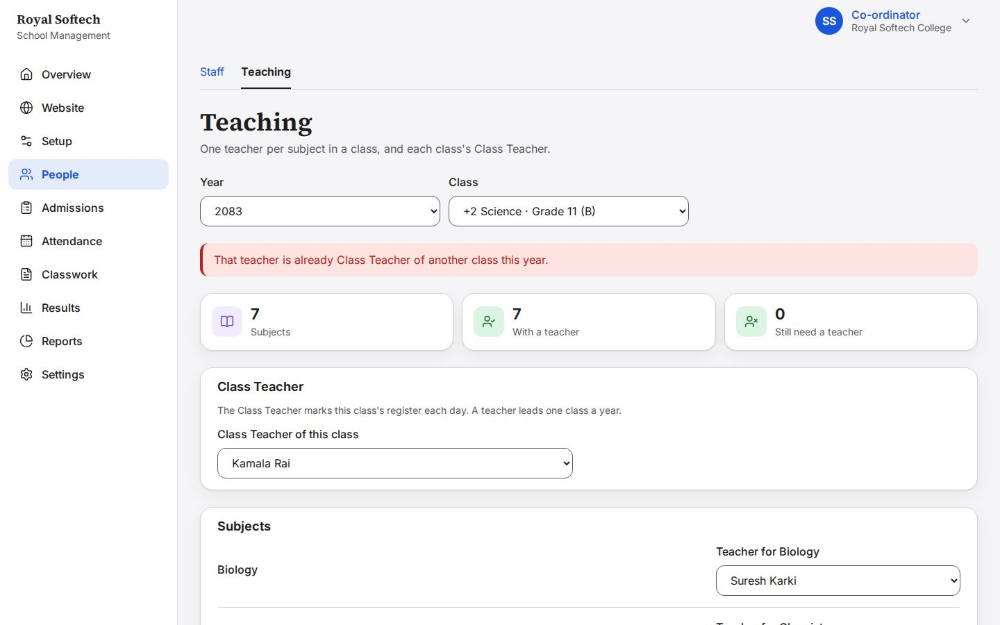 Royal Softech
School Management
Overview
Website
Setup
People
Admissions
Attendance
Classwork
Results
Reports
Settings
SS
Co-ordinator
Royal Softech College
Staff
Teaching
Teaching
One teacher per subject in a class, and each class's Class Teacher.
Year
Class
2083
+2 Science · Grade 11 (B)
That teacher is already Class Teacher of another class this year.
7
Subjects
7
With a teacher
0
Still need a teacher
Class Teacher
The Class Teacher marks this class's register each day. A teacher leads one class a year.
Class Teacher of this class
Kamala Rai
Subjects
Biology
Teacher for Biology
Suresh Karki